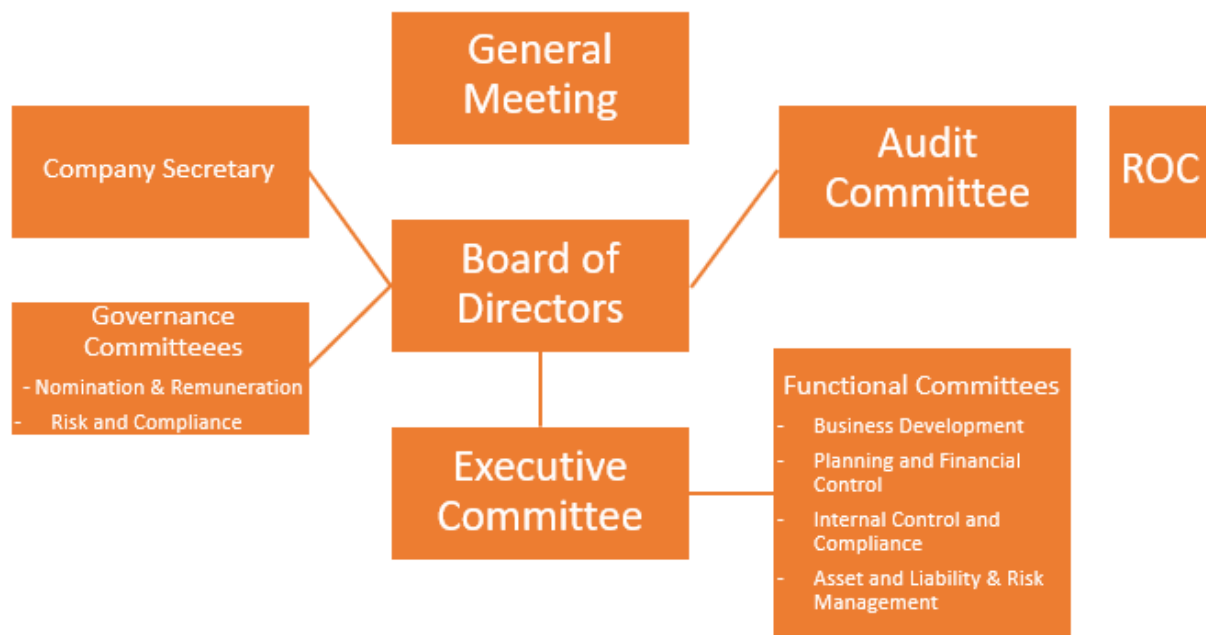 General
Meeting
Company Secretary
Audit
Committee
ROC
Board of
Directors
Governance
Committeees
- Nomination & Remuneration
- Risk and Compliance
Executive
Committee
Functional Committees
- Business Development
- Planning and Financial
Control
- Internal Control and
Compliance
- Asset and Liability & Risk
Management